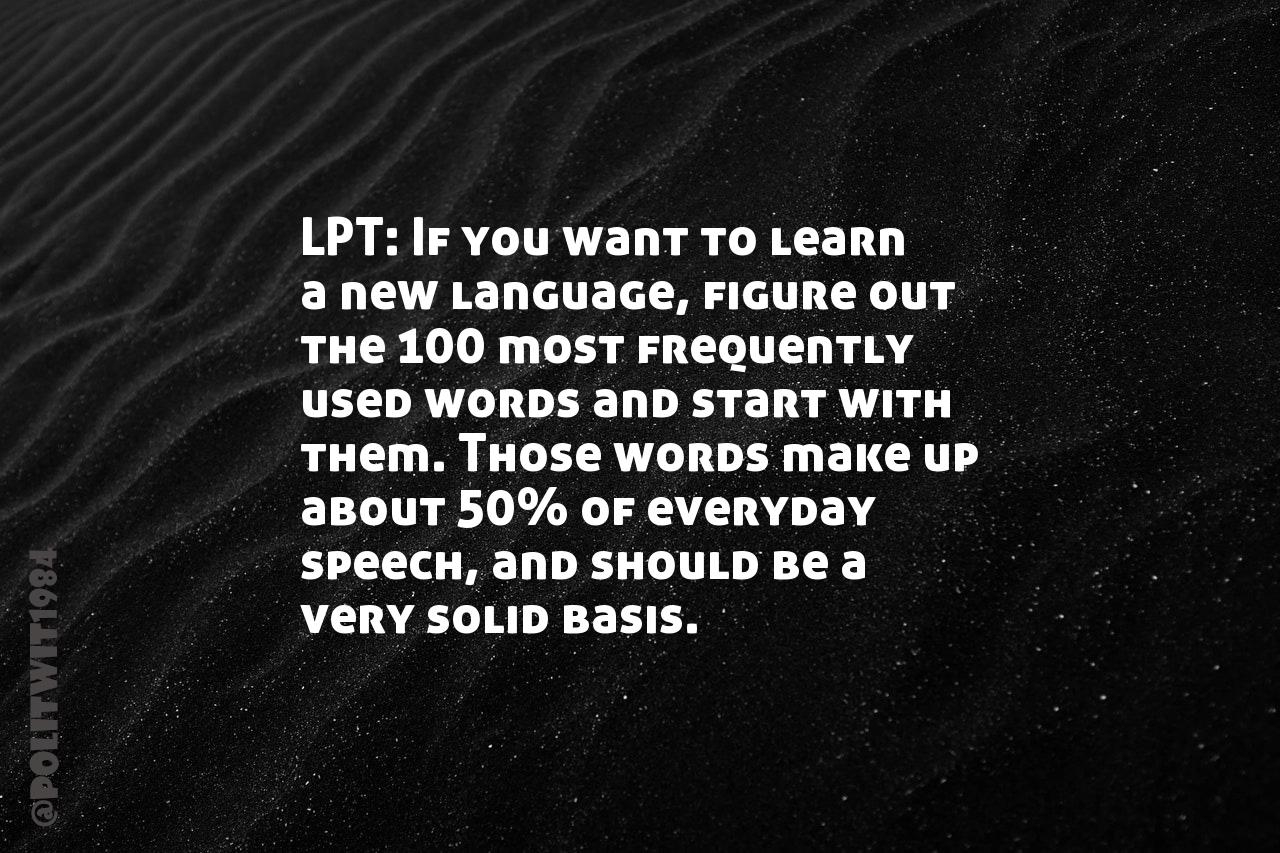 LPT: If you want to learn
a new language, figure out
the 100 most frequently
used words and start with
them. Those words make up
about 50% of everyday
speech, and should be a
very solid basis.
@POLITWIT1984